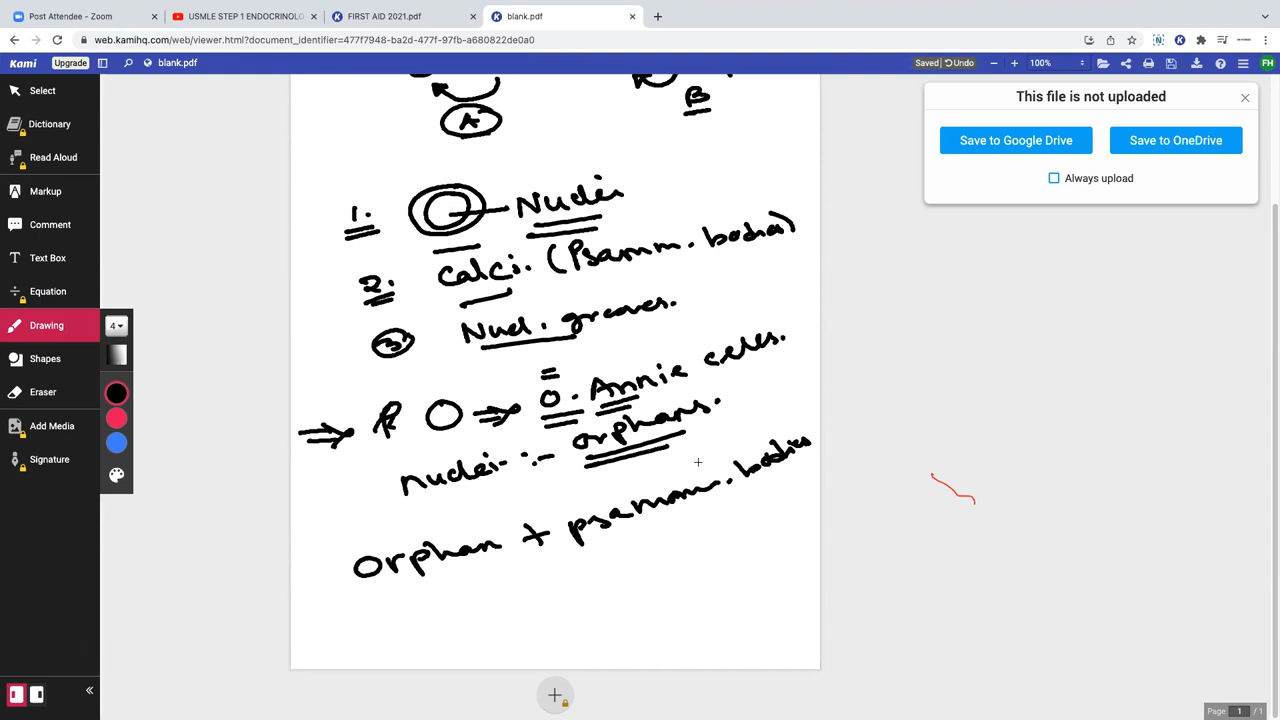 Post Attendee - Zoom
USMLE STEP 1 ENDOCRINOLO
FIRST AID 2021.pdf
blank.pdf
web.kamihq.com/web/viewer.html?document_identifier=477f7948-ba2d-477f-97fb-a680822de0a0
Kami
Upgrade
blank.pdf
Saved
Undo
100%
FH
Select
Dictionary
Read Aloud
Markup
Comment
Text Box
Equation
Drawing
4
Shapes
Eraser
Add Media
Signature
This file is not uploaded
Save to Google Drive
Save to OneDrive
Always upload
A
B
1. Nuclei
2. Calci. (Psamm. bodies)
3 Nucl. grooves.
O. Annie cells.
nuclei :- orphans.
orphan + psamom. bodies
Page 1 / 1